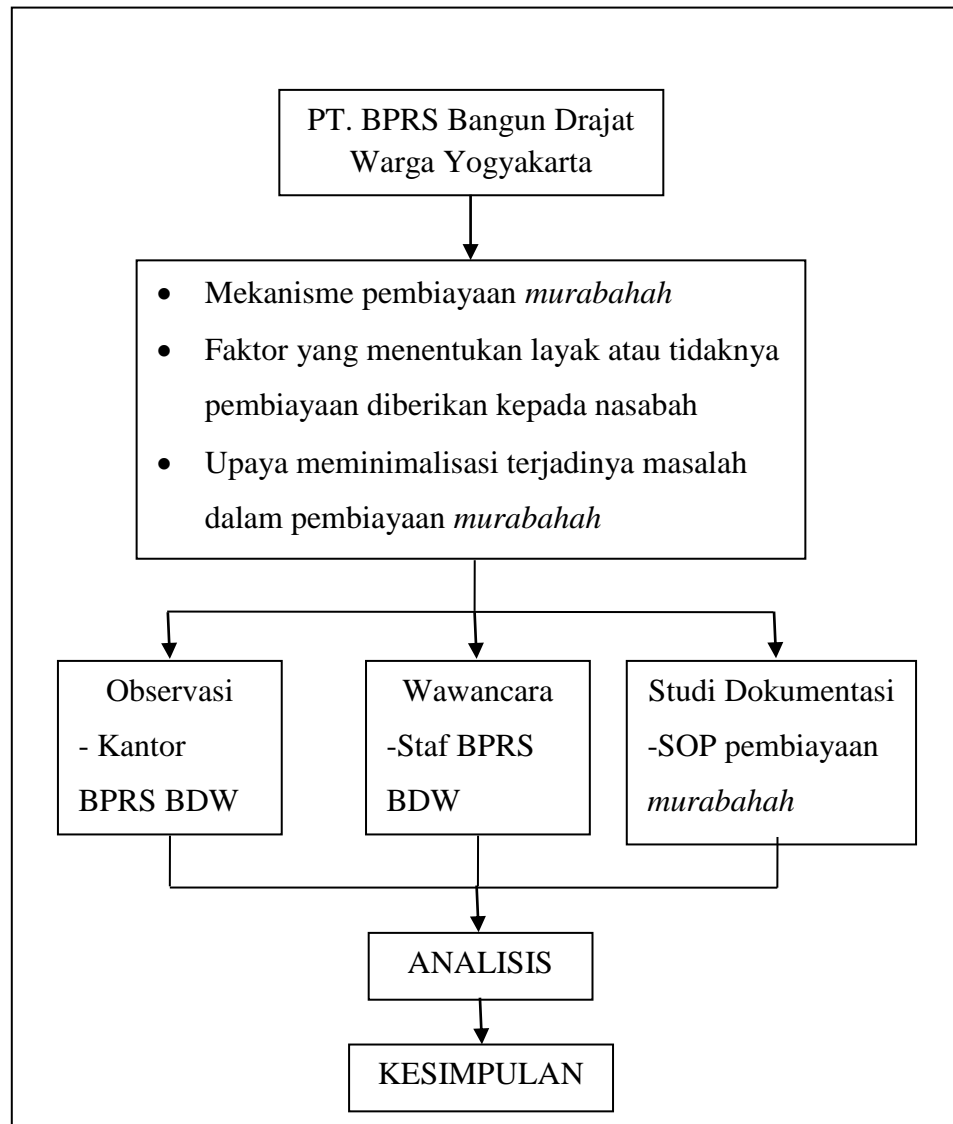 PT. BPRS Bangun Drajat
Warga Yogyakarta
• Mekanisme pembiayaan murabahah
• Faktor yang menentukan layak atau tidaknya
pembiayaan diberikan kepada nasabah
• Upaya meminimalisasi terjadinya masalah
dalam pembiayaan murabahah
Observasi
- Kantor
BPRS BDW
Wawancara
-Staf BPRS
BDW
Studi Dokumentasi
-SOP pembiayaan
murabahah
ANALISIS
KESIMPULAN